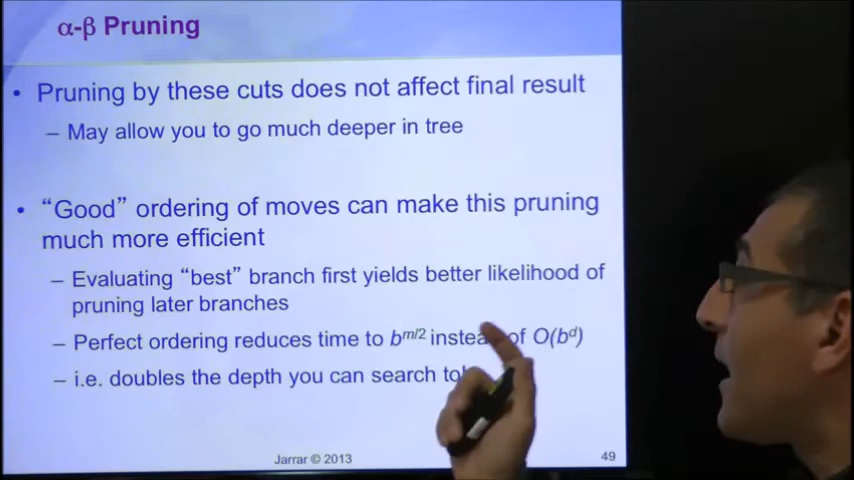 α-β Pruning
• Pruning by these cuts does not affect final result
– May allow you to go much deeper in tree
• “Good” ordering of moves can make this pruning
much more efficient
– Evaluating “best” branch first yields better likelihood of
pruning later branches
– Perfect ordering reduces time to b^m/2 instead of O(b^d)
– i.e. doubles the depth you can search to!
Jarrar © 2013
49